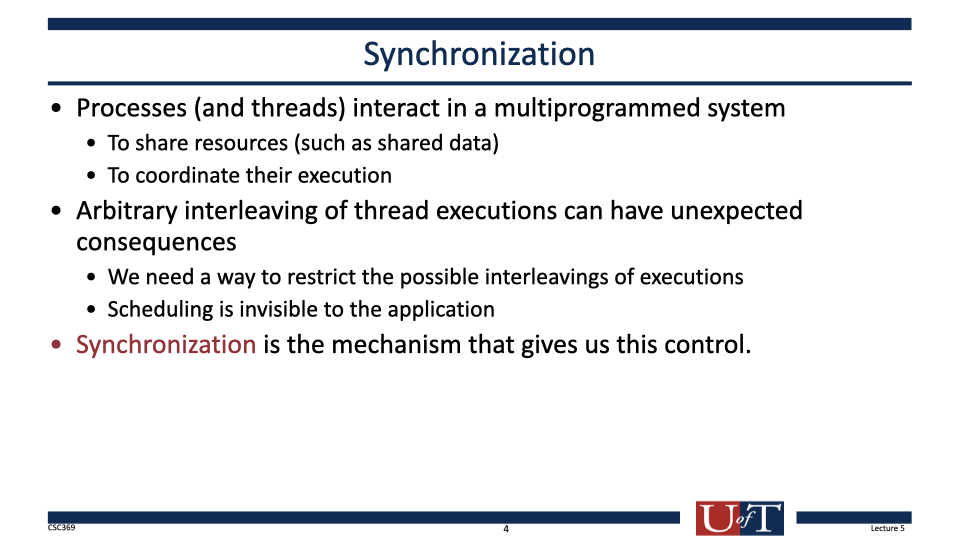 Synchronization
• Processes (and threads) interact in a multiprogrammed system
• To share resources (such as shared data)
• To coordinate their execution
• Arbitrary interleaving of thread executions can have unexpected
consequences
• We need a way to restrict the possible interleavings of executions
• Scheduling is invisible to the application
• Synchronization is the mechanism that gives us this control.
CSC369
4
U of T
Lecture 5